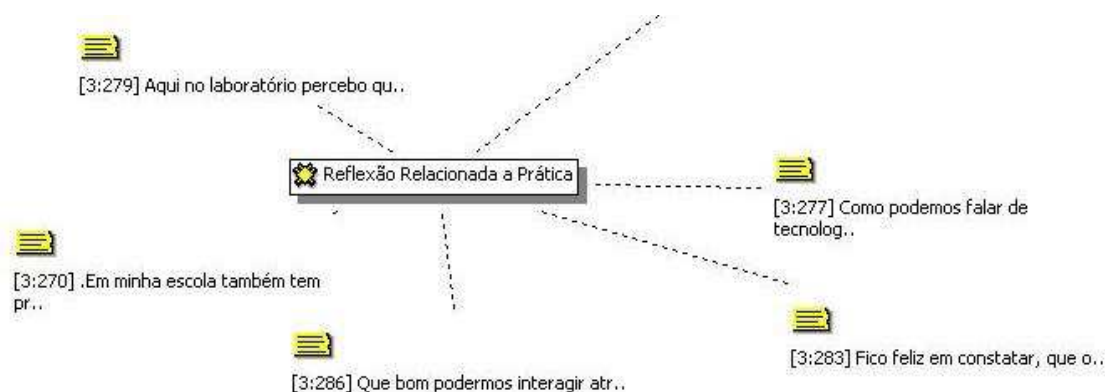 [3:279] Aqui no laboratório percebo qu..
Reflexão Relacionada a Prática
[3:277] Como podemos falar de
tecnolog..
[3:270] .Em minha escola também tem
pr..
[3:283] Fico feliz em constatar, que o..
[3:286] Que bom podermos interagir atr..